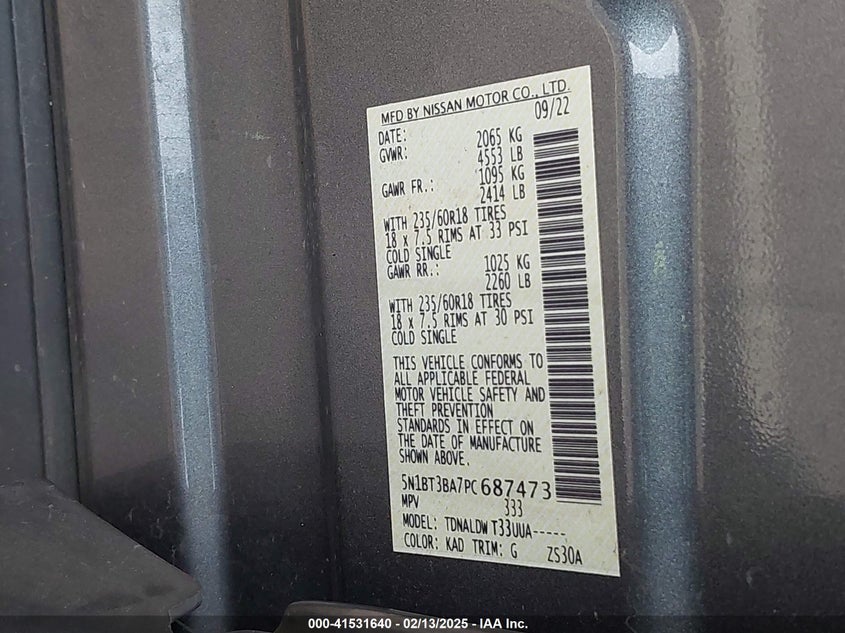 MFD BY NISSAN MOTOR CO., LTD.
DATE: 09/22
GVWR: 2065 KG
4553 LB
GAWR FR.: 1095 KG
2414 LB
WITH 235/60R18 TIRES
18 x 7.5 RIMS AT 33 PSI
COLD SINGLE
GAWR RR.: 1025 KG
2260 LB
WITH 235/60R18 TIRES
18 x 7.5 RIMS AT 30 PSI
COLD SINGLE
THIS VEHICLE CONFORMS TO
ALL APPLICABLE FEDERAL
MOTOR VEHICLE SAFETY AND
THEFT PREVENTION
STANDARDS IN EFFECT ON
THE DATE OF MANUFACTURE
SHOWN ABOVE.
5N1BT3BA7PC687473
MPV 333
MODEL: TDNALDW T33UUA-----
COLOR: KAD TRIM: G ZS30A
000-41531640 - 02/13/2025 - IAA Inc.